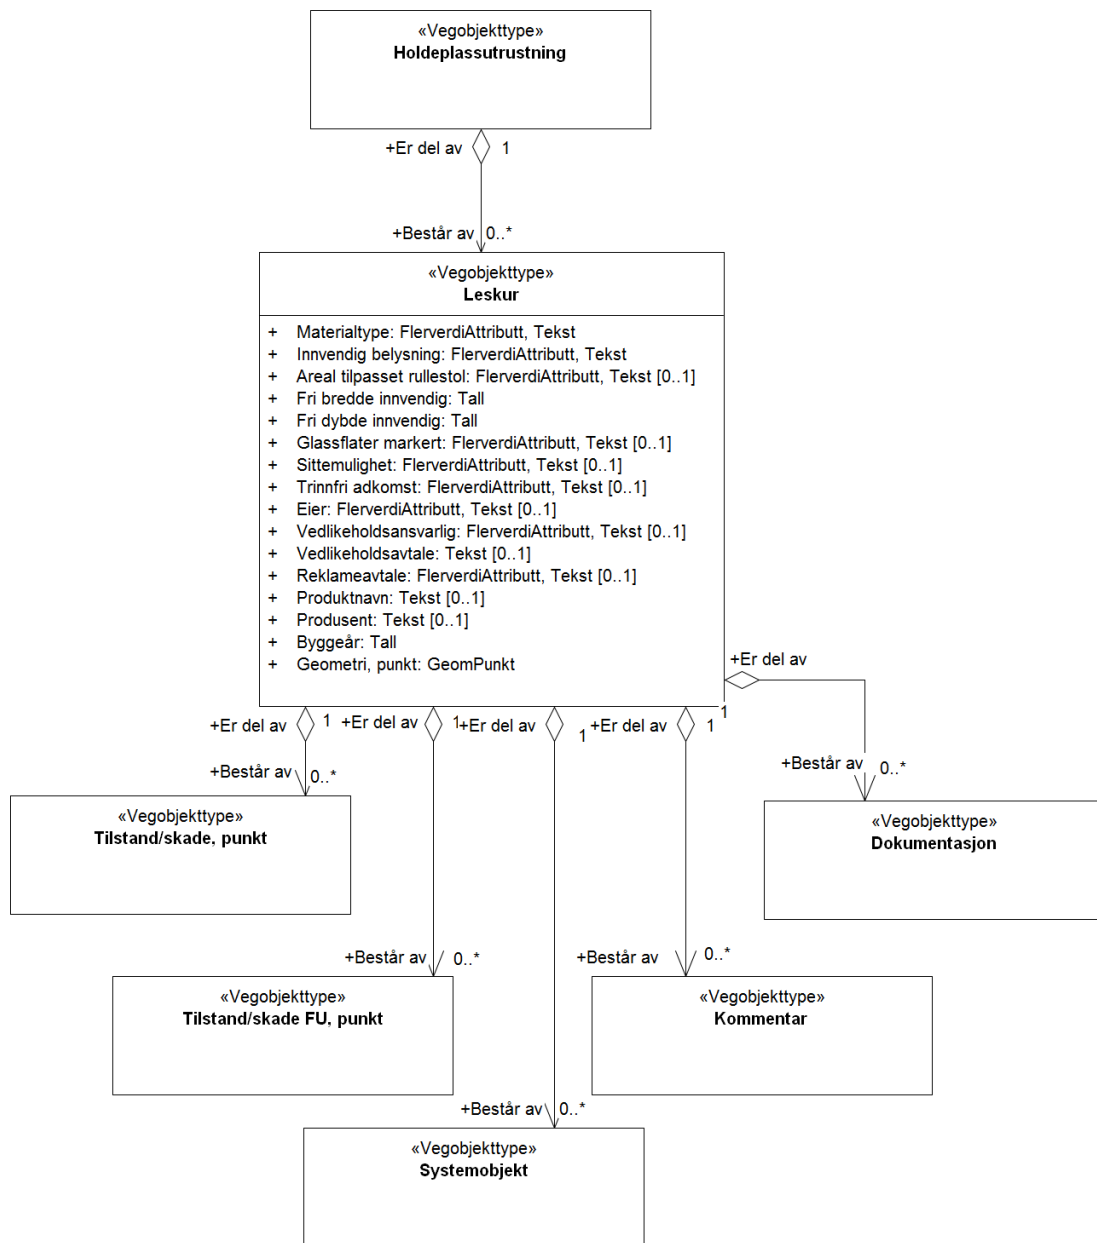 «Vegobjekttype»
Holdeplassutrustning
+Er del av 1
+Består av 0..*
«Vegobjekttype»
Leskur
+ Materialtype: FlerverdiAttributt, Tekst
+ Innvendig belysning: FlerverdiAttributt, Tekst
+ Areal tilpasset rullestol: FlerverdiAttributt, Tekst [0..1]
+ Fri bredde innvendig: Tall
+ Fri dybde innvendig: Tall
+ Glassflater markert: FlerverdiAttributt, Tekst [0..1]
+ Sittemulighet: FlerverdiAttributt, Tekst [0..1]
+ Trinnfri adkomst: FlerverdiAttributt, Tekst [0..1]
+ Eier: FlerverdiAttributt, Tekst [0..1]
+ Vedlikeholdsansvarlig: FlerverdiAttributt, Tekst [0..1]
+ Vedlikeholdsavtale: Tekst [0..1]
+ Reklameavtale: FlerverdiAttributt, Tekst [0..1]
+ Produktnavn: Tekst [0..1]
+ Produsent: Tekst [0..1]
+ Byggeår: Tall
+ Geometri, punkt: GeomPunkt
+Er del av
1
+Er del av 1 +Er del av 1 +Er del av 1 +Er del av 1
+Består av 0..*
+Består av 0..*
«Vegobjekttype»
Tilstand/skade, punkt
«Vegobjekttype»
Dokumentasjon
+Består av 0..*
+Består av 0..*
«Vegobjekttype»
Tilstand/skade FU, punkt
«Vegobjekttype»
Kommentar
+Består av 0..*
«Vegobjekttype»
Systemobjekt